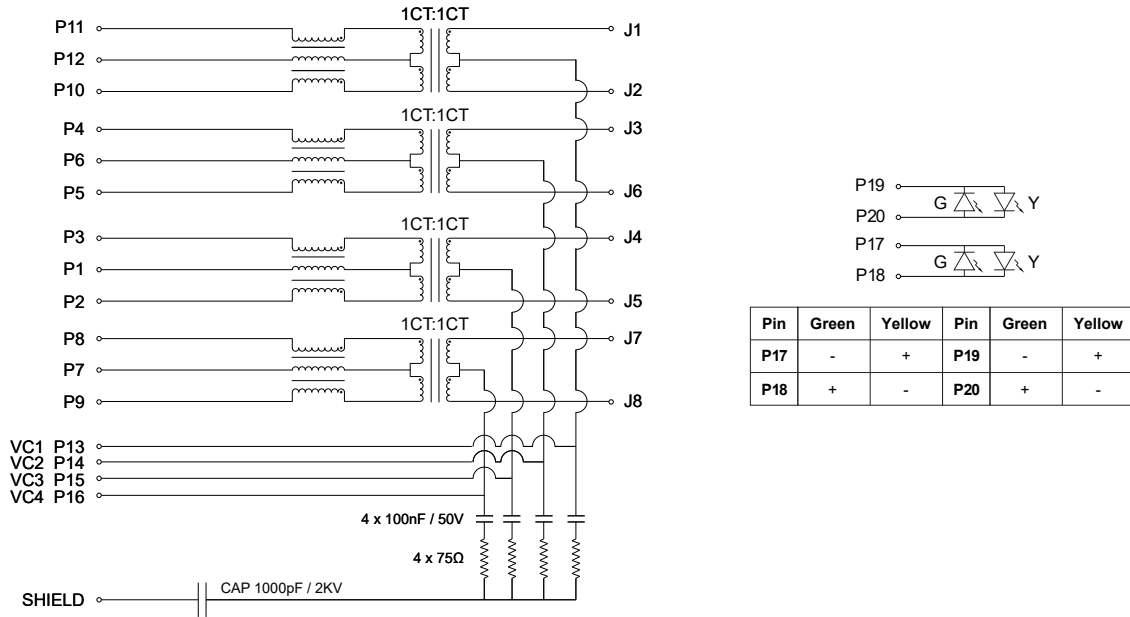 1CT:1CT
P11 J1
P12
P10 J2
1CT:1CT
P4 J3
P6
P5 J6
1CT:1CT
P3 J4
P1
P2 J5
1CT:1CT
P8 J7
P7
P9 J8
VC1 P13
VC2 P14
VC3 P15
VC4 P16
4 x 100nF / 50V
4 x 75Ω
CAP 1000pF / 2KV
SHIELD
P19
G Y
P20
P17
G Y
P18
Pin Green Yellow Pin Green Yellow
P17 - + P19 - +
P18 + - P20 + -